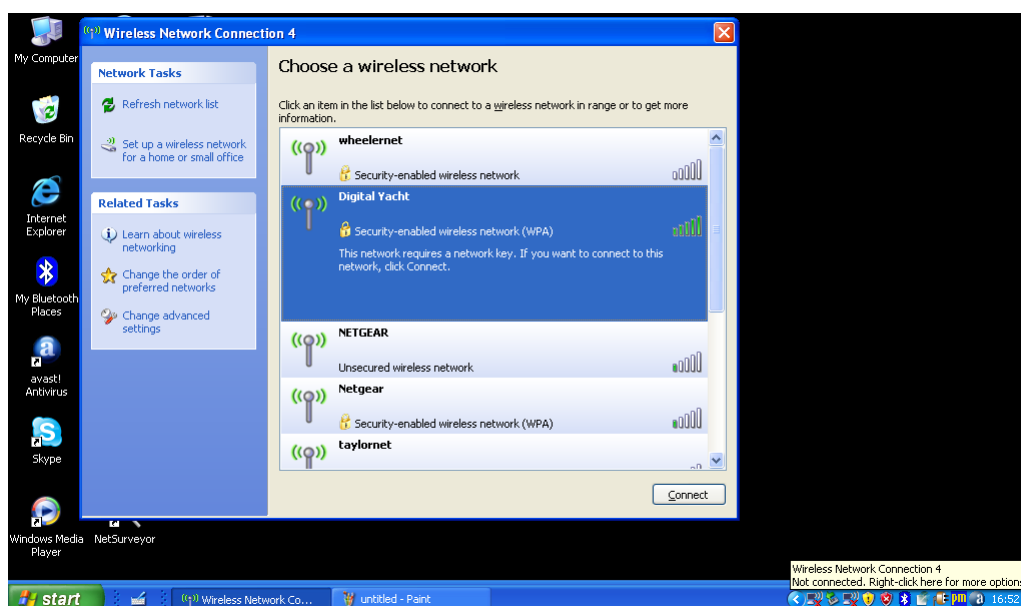 My Computer
Recycle Bin
Internet
Explorer
My Bluetooth
Places
avast!
Antivirus
Skype
Windows Media
Player
NetSurveyor
Wireless Network Connection 4
Network Tasks
Refresh network list
Set up a wireless network
for a home or small office
Related Tasks
Learn about wireless
networking
Change the order of
preferred networks
Change advanced
settings
Choose a wireless network
Click an item in the list below to connect to a wireless network in range or to get more
information.
wheelernet
Security-enabled wireless network
Digital Yacht
Security-enabled wireless network (WPA)
This network requires a network key. If you want to connect to this
network, click Connect.
NETGEAR
Unsecured wireless network
Netgear
Security-enabled wireless network (WPA)
taylornet
Connect
Wireless Network Connection 4
Not connected. Right-click here for more options
start
Wireless Network Co...
untitled - Paint
pm
16:52